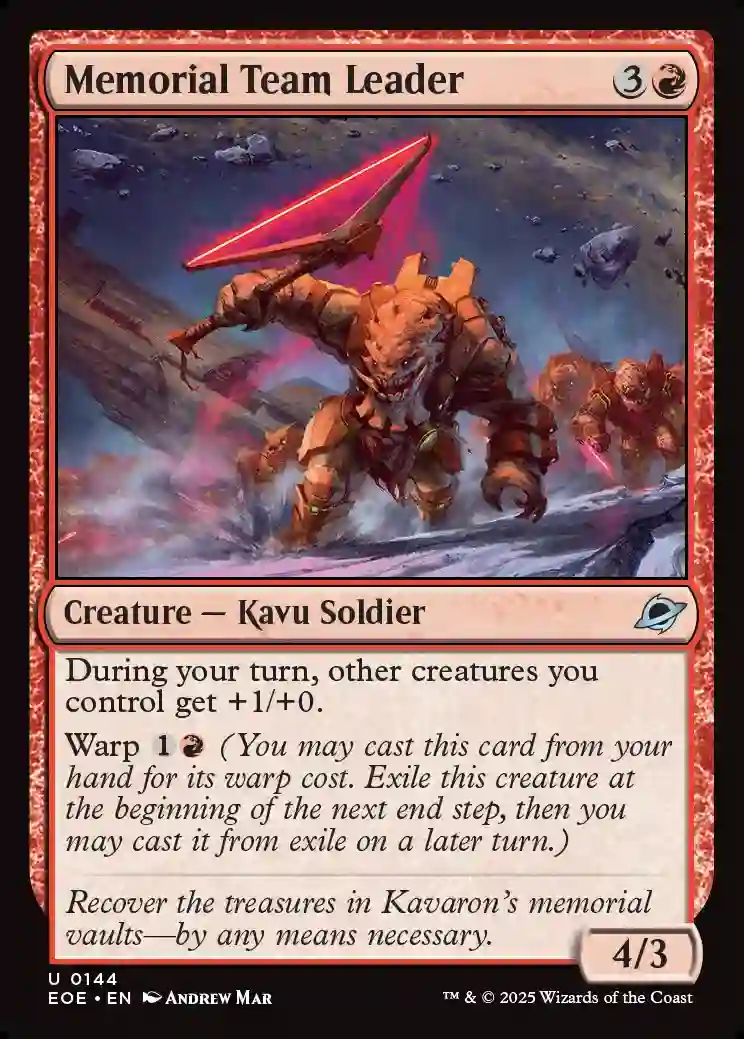 Memorial Team Leader 3
Creature — Kavu Soldier
During your turn, other creatures you
control get +1/+0.
Warp 1 (You may cast this card from your
hand for its warp cost. Exile this creature at
the beginning of the next end step, then you
may cast it from exile on a later turn.)
Recover the treasures in Kavaron's memorial
vaults—by any means necessary.
4/3
U 0144
EOE • EN Andrew Mar
™ & © 2025 Wizards of the Coast